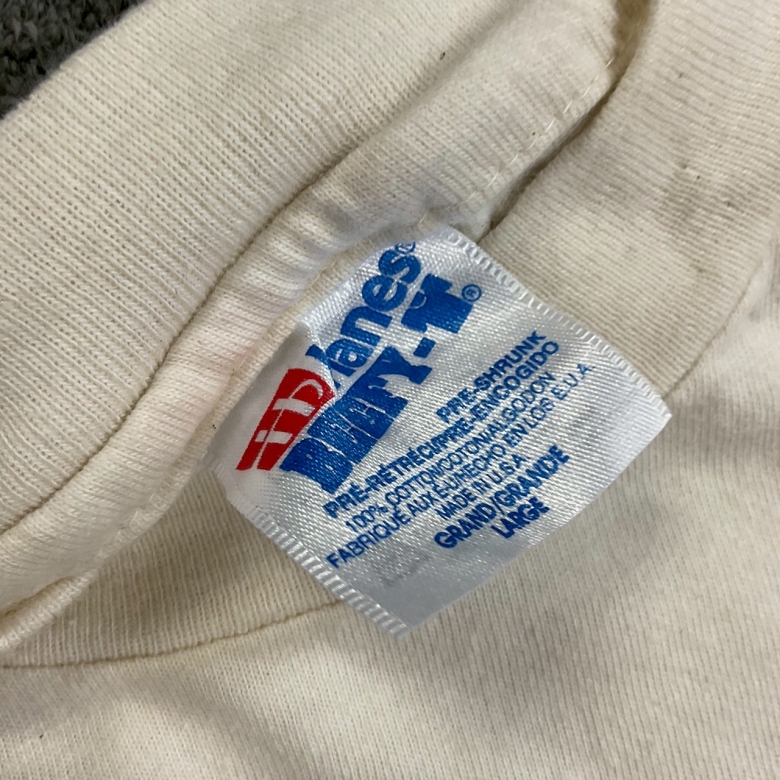 Hanes®
BEEFY-T®
PRE-SHRUNK
PRÉ-RÉTRÉCI/PRE-ENCOGIDO
100% COTTON/COTON/ALGODON
FABRIQUÉ AUX É.-U./HECHO EN LOS E.U.A
MADE IN U.S.A.
GRAND/GRANDE
LARGE